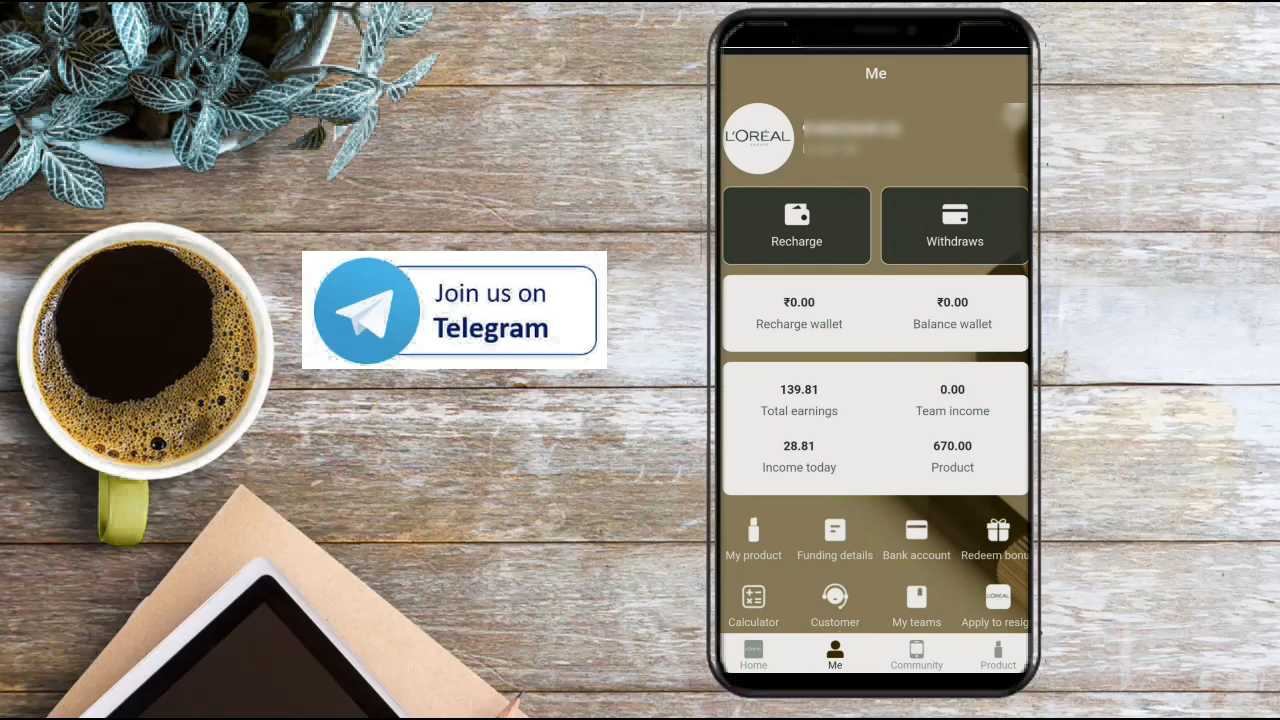 Join us on
Telegram
Me
L'ORÉAL
Recharge
Withdraws
₹0.00
₹0.00
Recharge wallet
Balance wallet
139.81
0.00
Total earnings
Team income
28.81
670.00
Income today
Product
My product
Funding details
Bank account
Redeem bonu
Calculator
Customer
My teams
L'ORÉAL
Apply to resig
Home
Me
Community
Product